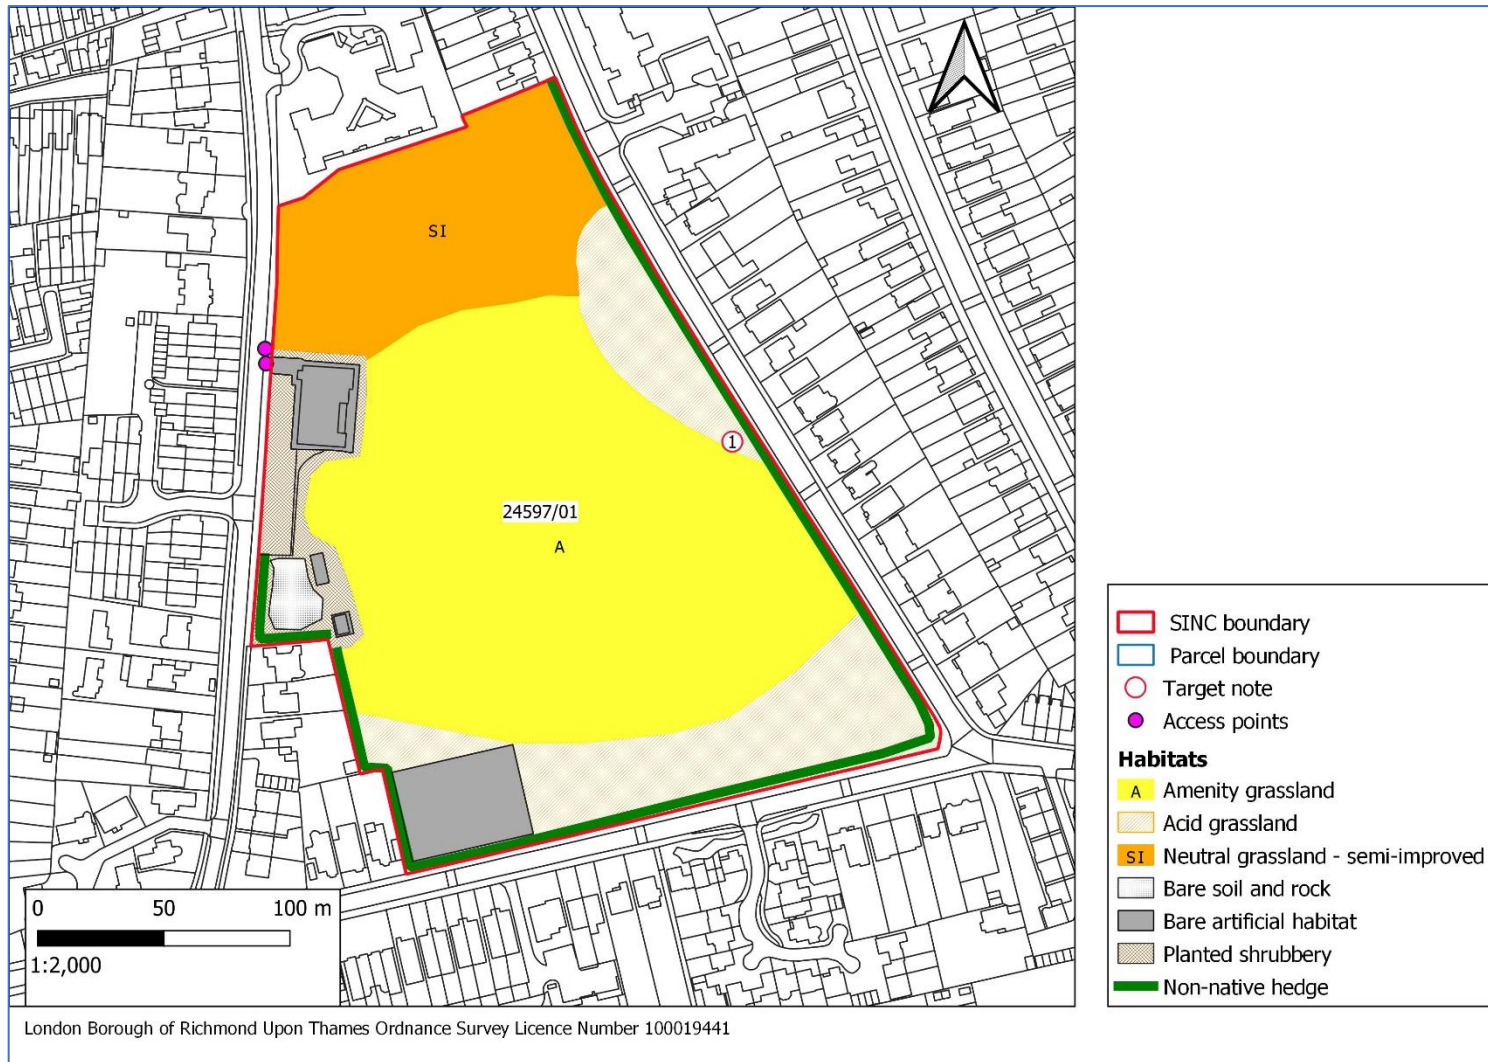 SI
1
24597/01
A
0 50 100 m
1:2,000
SINC boundary
Parcel boundary
Target note
Access points
Habitats
A Amenity grassland
Acid grassland
SI Neutral grassland - semi-improved
Bare soil and rock
Bare artificial habitat
Planted shrubbery
Non-native hedge
London Borough of Richmond Upon Thames Ordnance Survey Licence Number 100019441